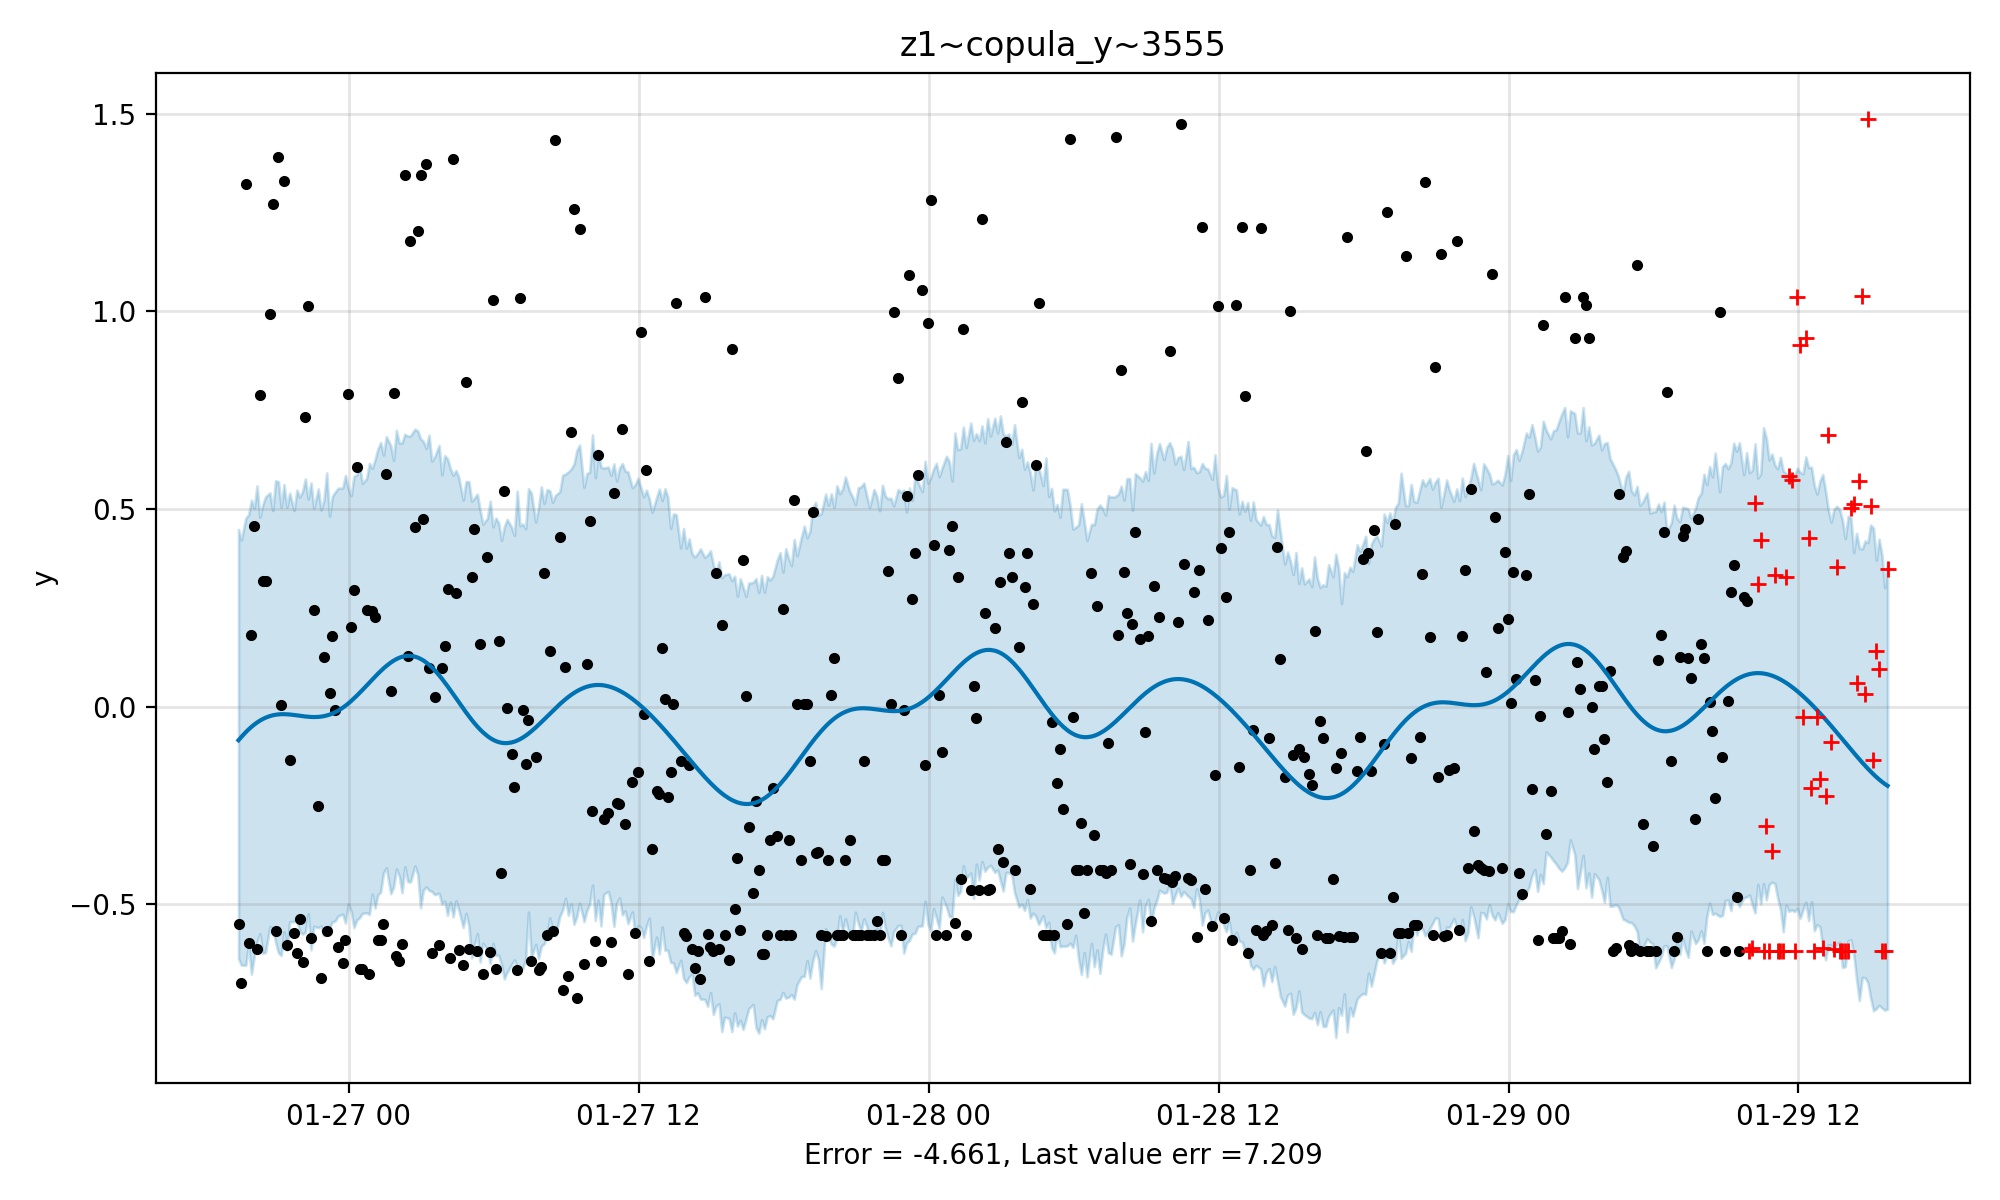 z1~copula_y~3555
1.5
1.0
0.5
0.0
−0.5
y
01-27 00 01-27 12 01-28 00 01-28 12 01-29 00 01-29 12
Error = -4.661, Last value err =7.209